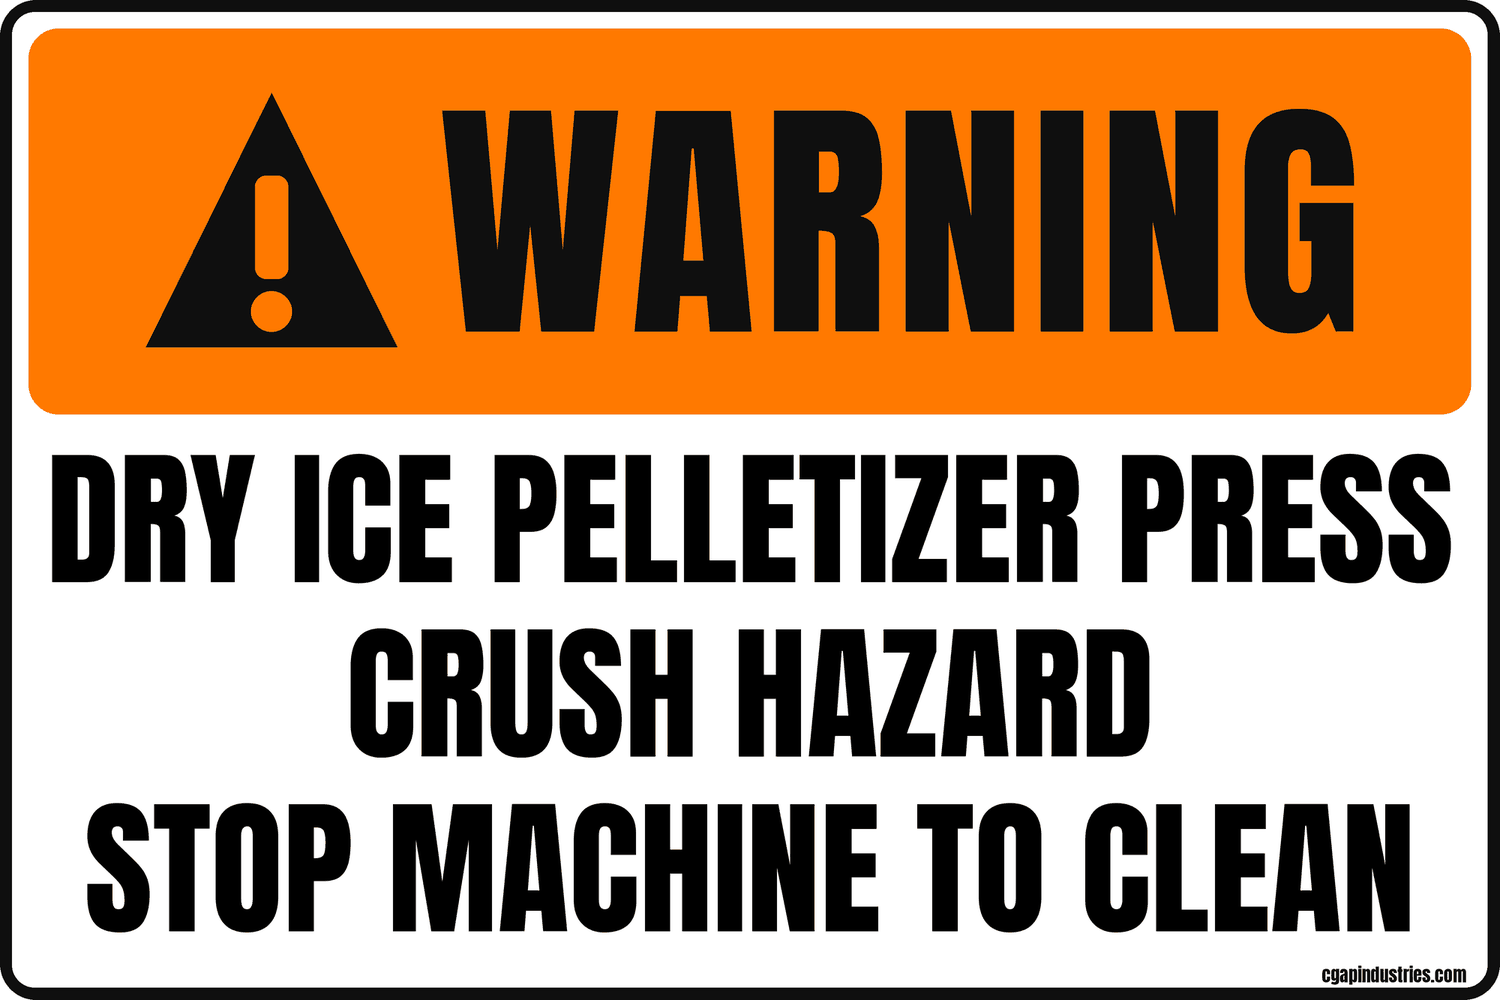 WARNING
DRY ICE PELLETIZER PRESS
CRUSH HAZARD
STOP MACHINE TO CLEAN
cgapindustries.com